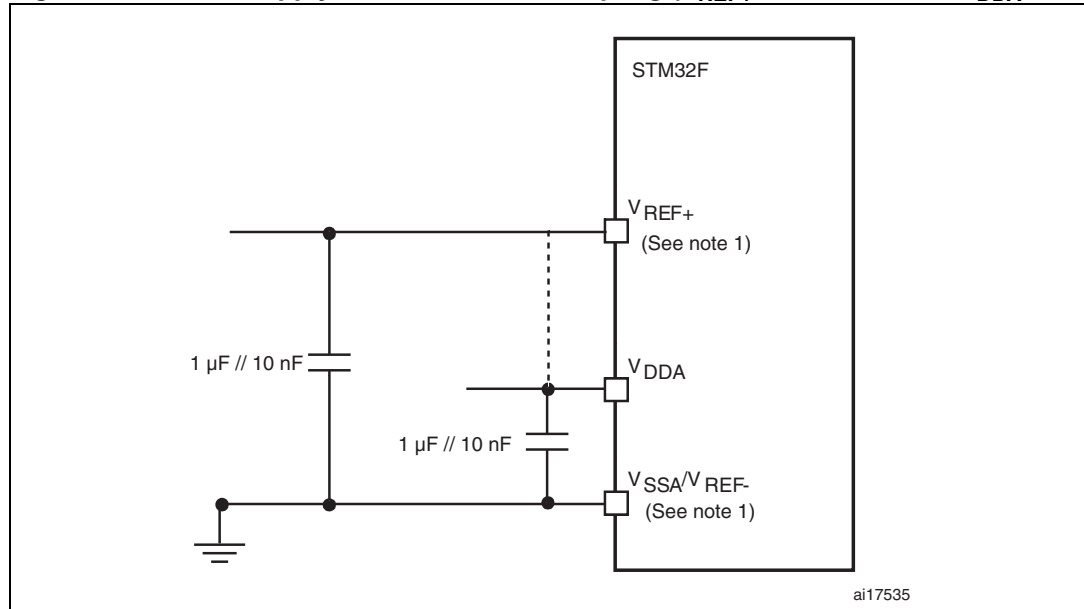 STM32F
VREF+
(See note 1)
1 µF // 10 nF
VDDA
1 µF // 10 nF
VSSA/VREF-
(See note 1)
ai17535